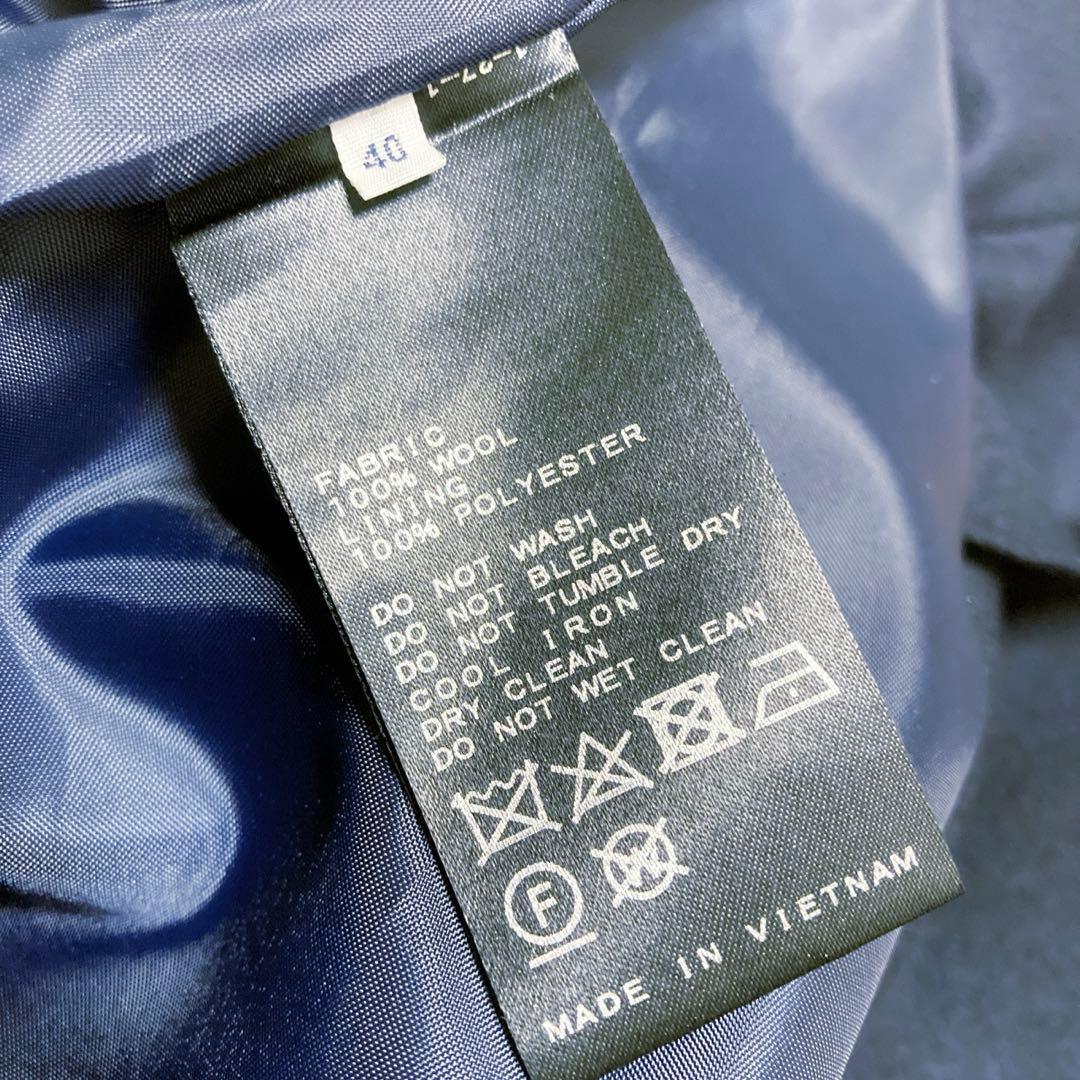 40
FABRIC
100% WOOL
LINING
100% POLYESTER
DO NOT WASH
DO NOT BLEACH
DO NOT TUMBLE DRY
COOL IRON
DRY CLEAN
DO NOT WET CLEAN
F W
MADE IN VIETNAM